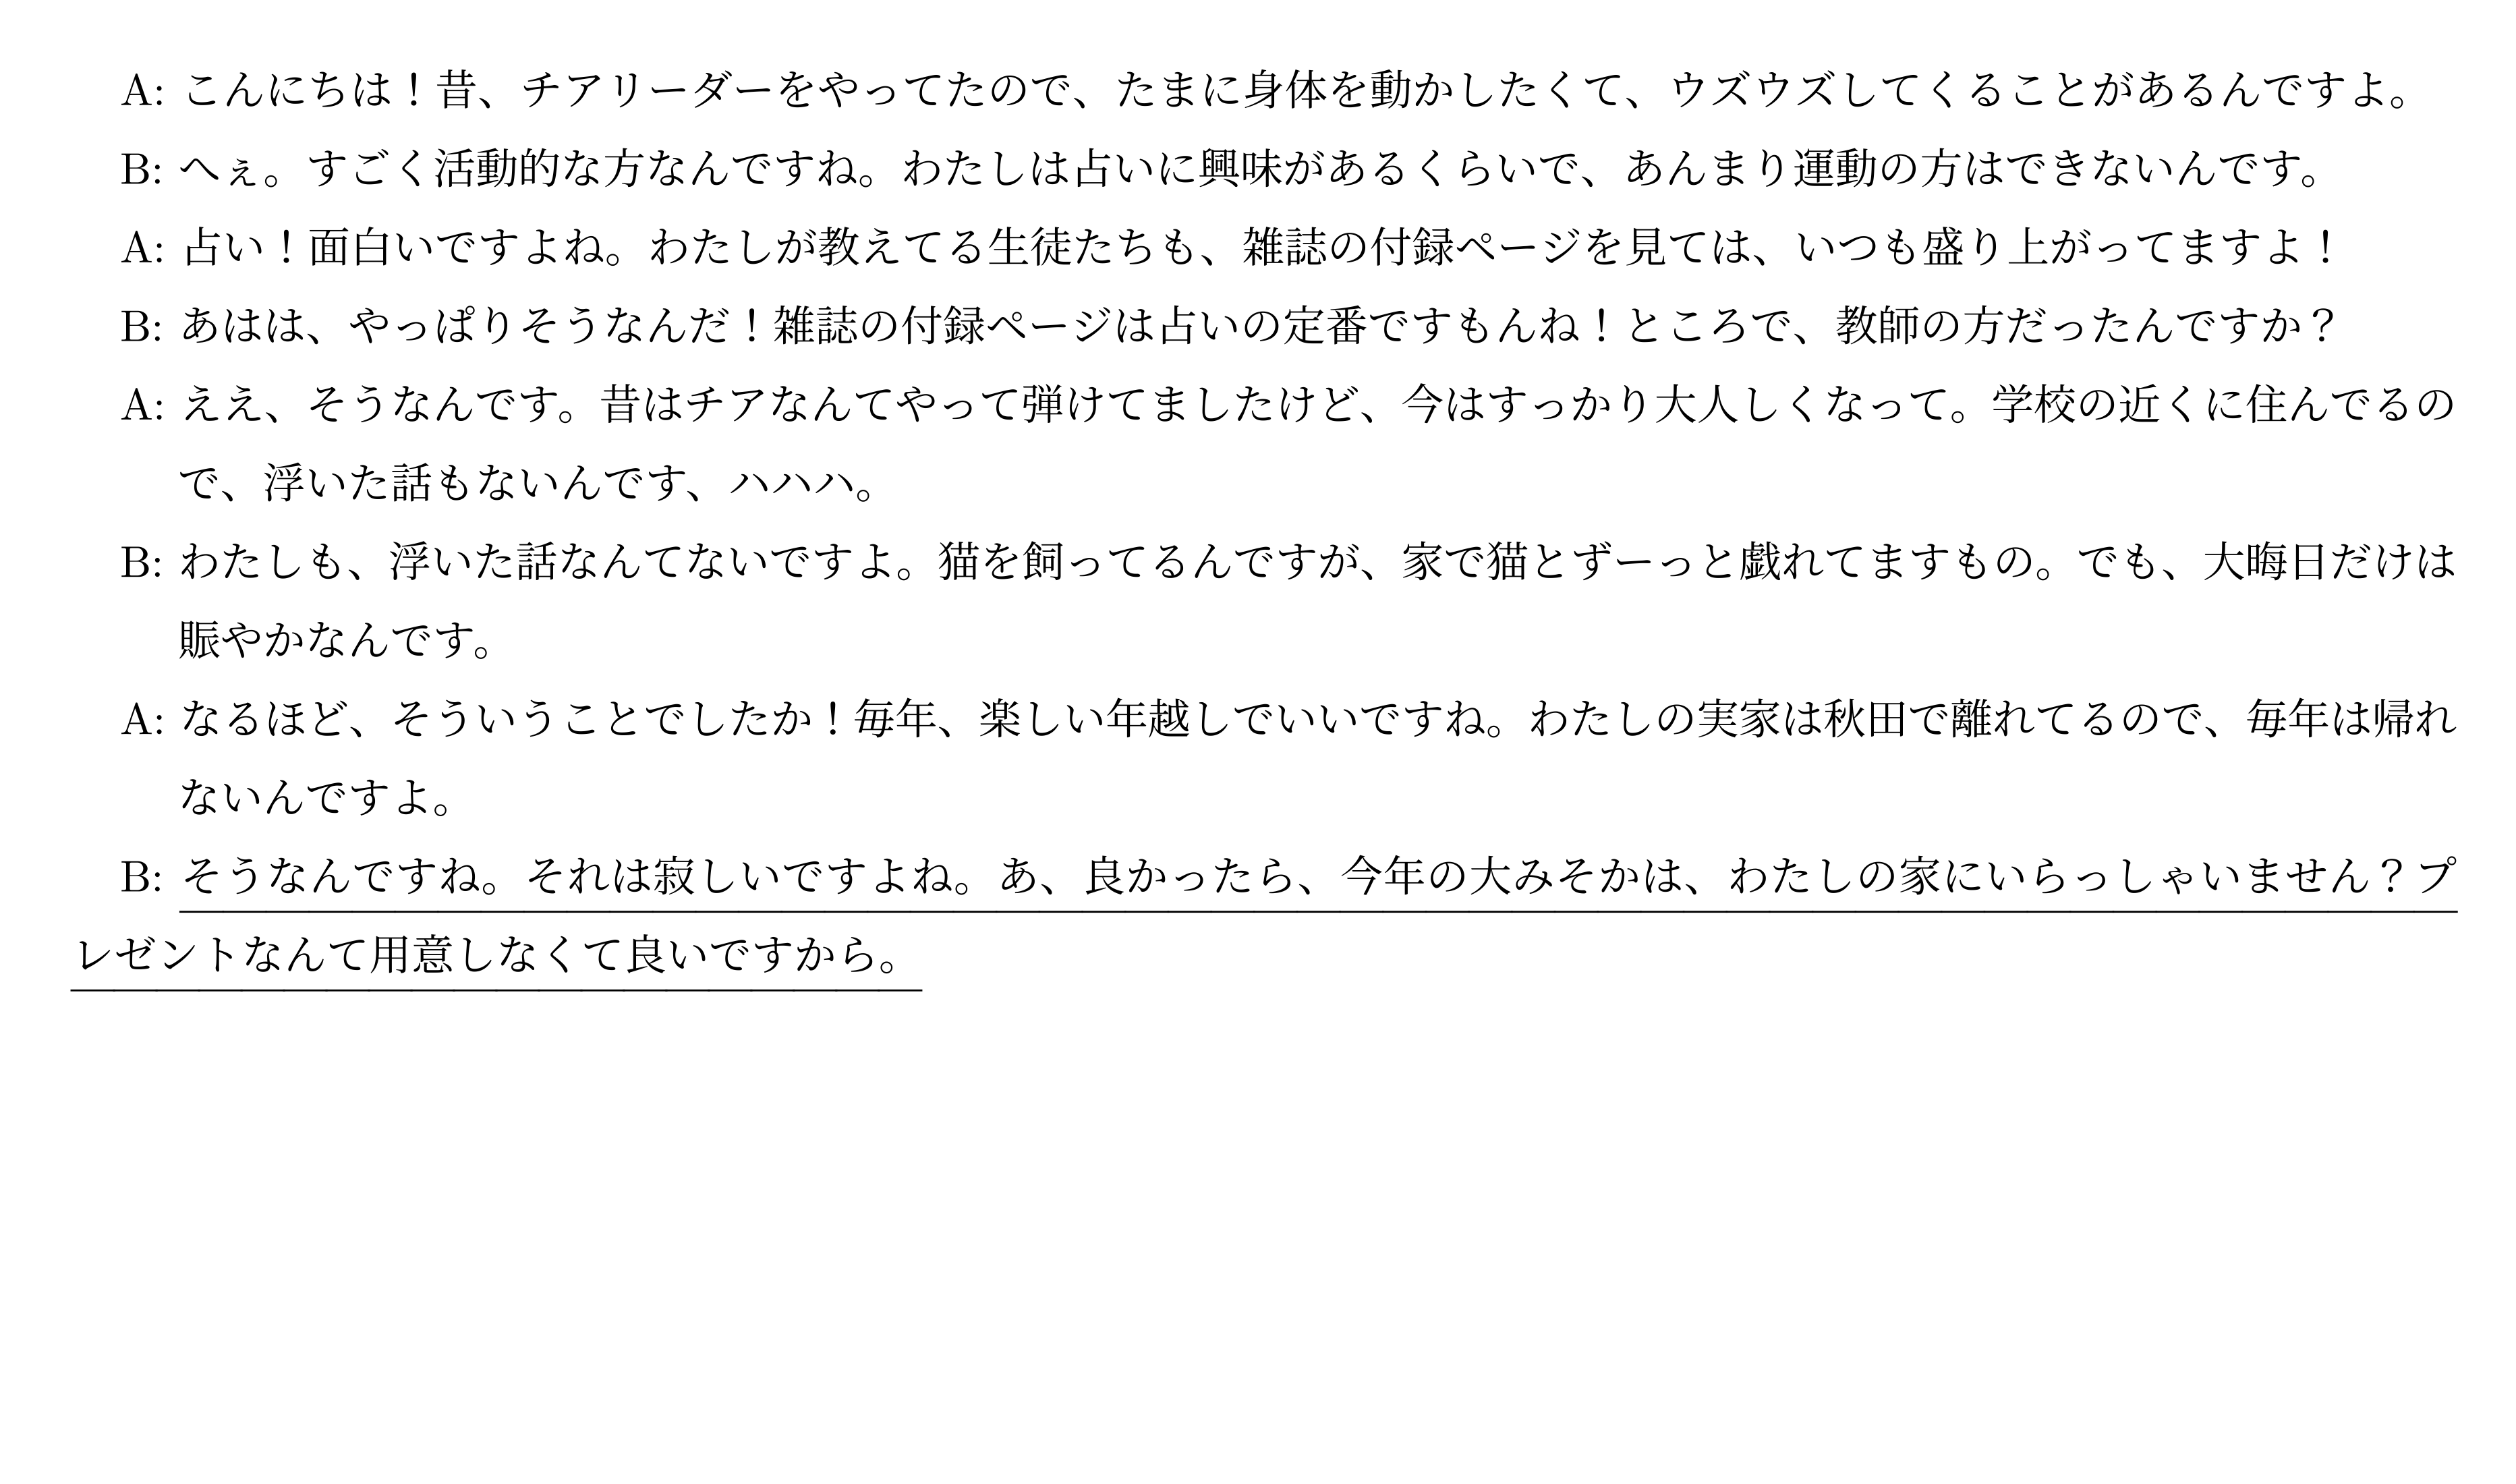 A: こんにちは！昔、チアリーダーをやってたので、たまに身体を動かしたくて、ウズウズしてくることがあるんですよ。
B: へぇ。すごく活動的な方なんですね。わたしは占いに興味があるくらいで、あんまり運動の方はできないんです。
A: 占い！面白いですよね。わたしが教えてる生徒たちも、雑誌の付録ページを見ては、いつも盛り上がってますよ！
B: あはは、やっぱりそうなんだ！雑誌の付録ページは占いの定番ですもんね！ところで、教師の方だったんですか？
A: ええ、そうなんです。昔はチアなんてやって弾けてましたけど、今はすっかり大人しくなって。学校の近くに住んでるの
で、浮いた話もないんです、ハハハ。
B: わたしも、浮いた話なんてないですよ。猫を飼ってるんですが、家で猫とずーっと戯れてますもの。でも、大晦日だけは
賑やかなんです。
A: なるほど、そういうことでしたか！毎年、楽しい年越しでいいですね。わたしの実家は秋田で離れてるので、毎年は帰れ
ないんですよ。
B: そうなんですね。それは寂しいですよね。あ、良かったら、今年の大みそかは、わたしの家にいらっしゃいません？プ
レゼントなんて用意しなくて良いですから。